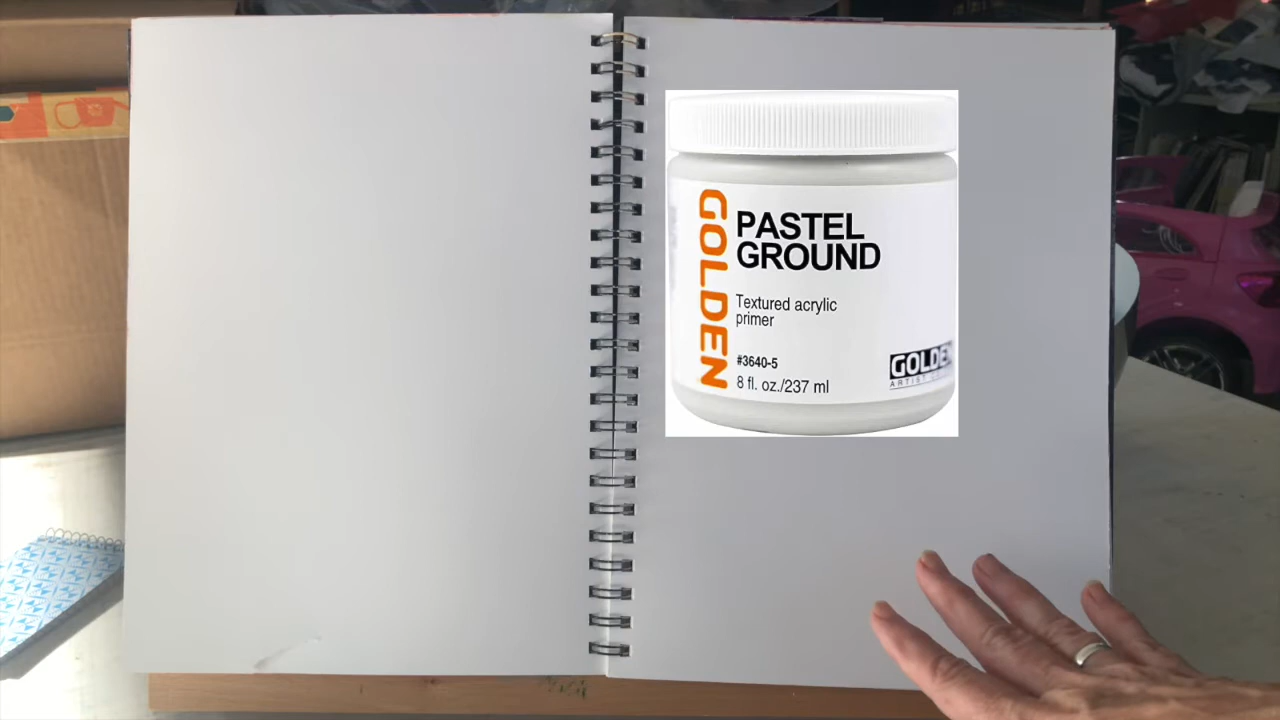 GOLDEN
PASTEL
GROUND
Textured acrylic
primer
#3640-5
8 fl. oz./237 ml
GOLDEN